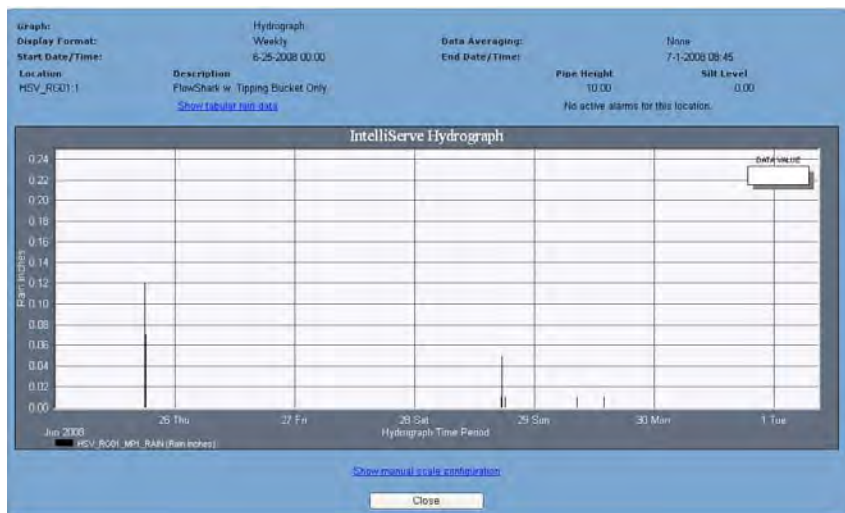 Graph: Hydrograph
Display Format: Weekly Data Averaging: None
Start Date/Time: 6-25-2008 00:00 End Date/Time: 7-1-2008 08:45
Location Description Pipe Height Silt Level
HSV_RG01:1 FlowShark w. Tipping Bucket Only 10.00 0.00
Show tabular rain data No active alarms for this location.
IntelliServe Hydrograph
DATA VALUE
0.24
0.22
0.20
0.18
0.16
0.14
0.12
0.10
0.08
0.06
0.04
0.02
0.00
Rain inches
26 Thu 27 Fri 28 Sat 29 Sun 30 Mon 1 Tue
Jun 2008 Hydrograph Time Period
HSV_RG01_MP1_RAIN (Rain inches)
Show manual scale configuration
Close